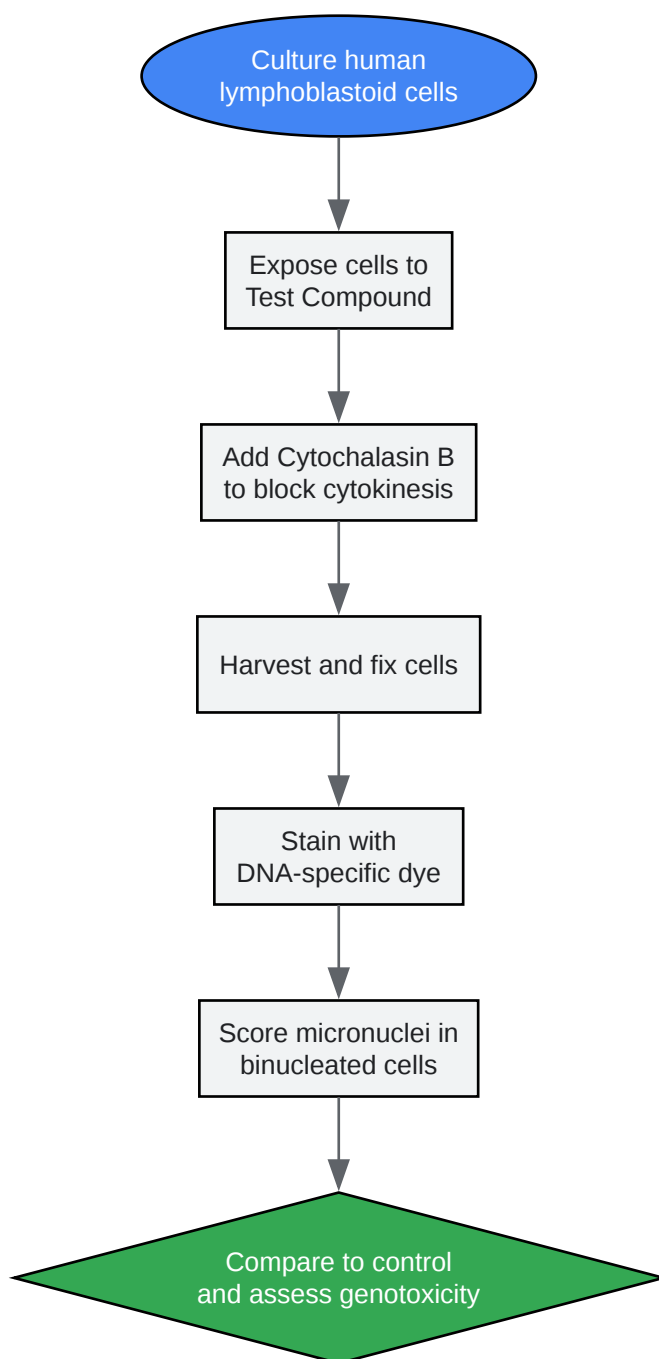 Culture human
lymphoblastoid cells
Expose cells to
Test Compound
Add Cytochalasin B
to block cytokinesis
Harvest and fix cells
Stain with
DNA-specific dye
Score micronuclei in
binucleated cells
Compare to control
and assess genotoxicity